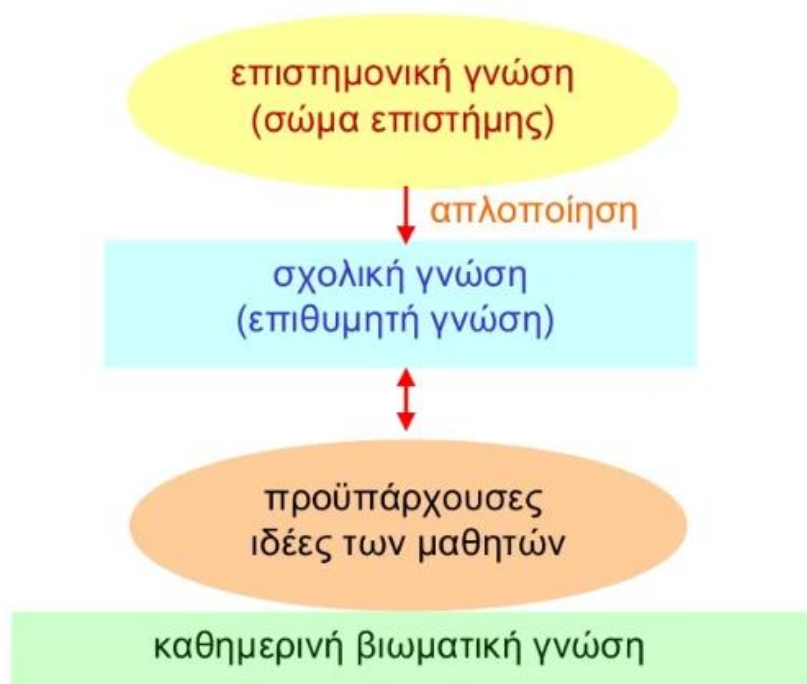 επιστημονική γνώση
(σώμα επιστήμης)
απλοποίηση
σχολική γνώση
(επιθυμητή γνώση)
προϋπάρχουσες
ιδέες των μαθητών
καθημερινή βιωματική γνώση